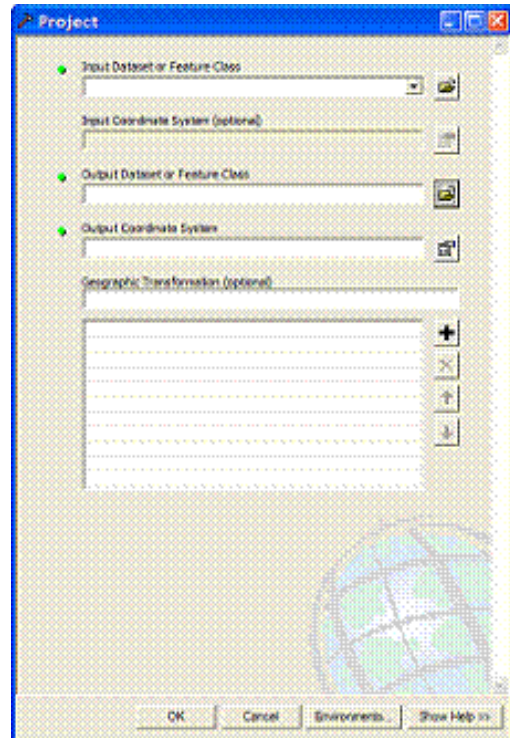 Project
Input Dataset or Feature Class
Input Coordinate System (optional)
Output Dataset or Feature Class
Output Coordinate System
Geographic Transformation (optional)
OK Cancel Environments... Show Help >>